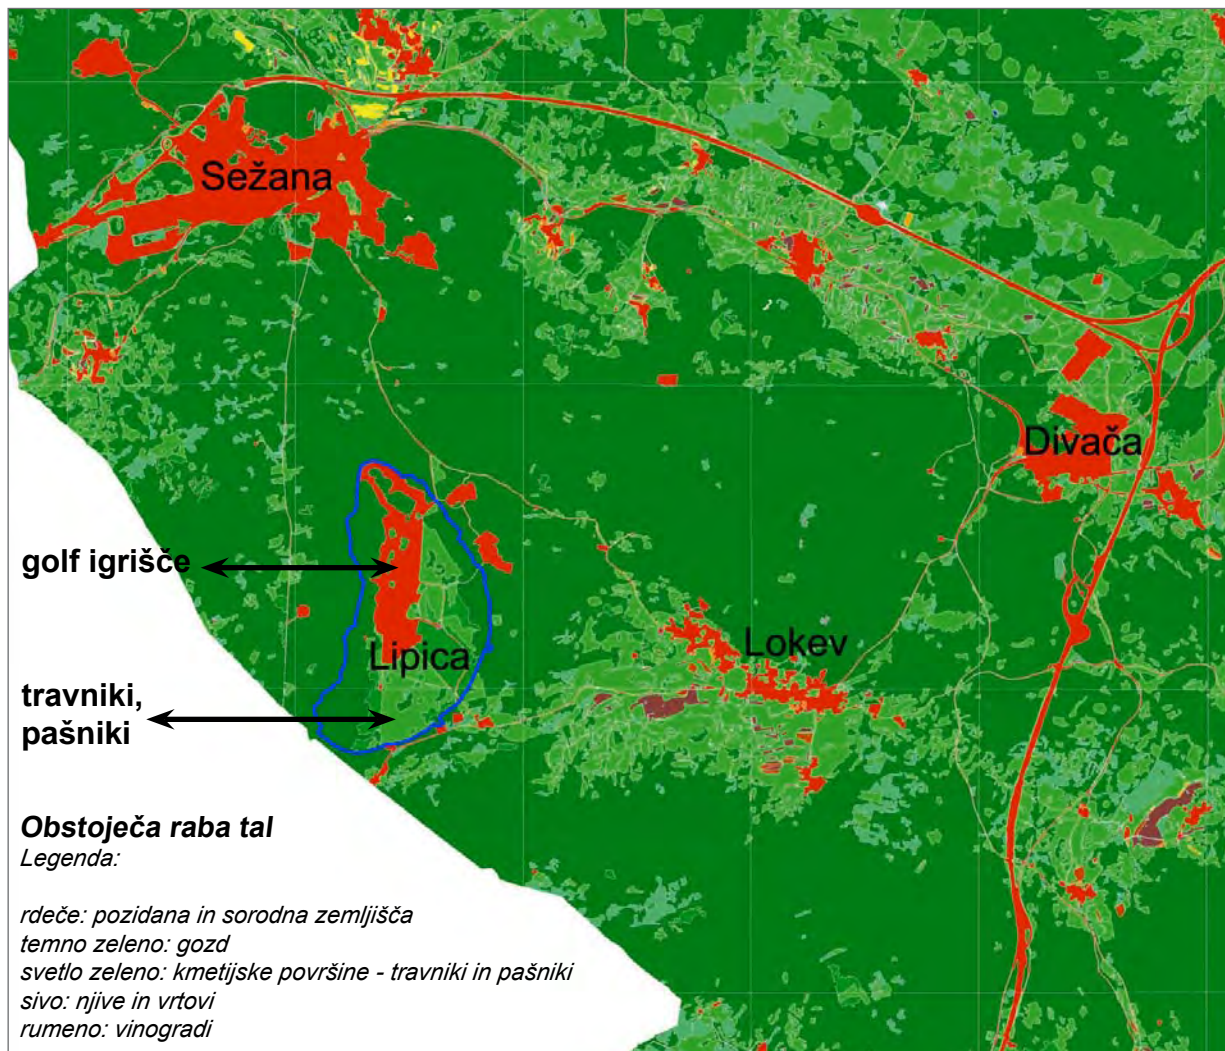 Sežana
Divača
golf igrišče
Lipica
Lokev
travniki,
pašniki
Obstoječa raba tal
Legenda:
rdeče: pozidana in sorodna zemljišča
temno zeleno: gozd
svetlo zeleno: kmetijske površine - travniki in pašniki
sivo: njive in vrtovi
rumeno: vinogradi